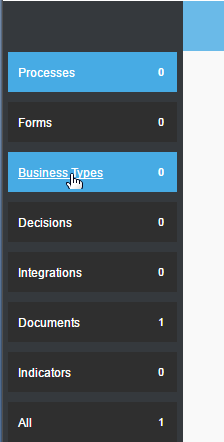 Processes 0
Forms 0
Business Types 0
Decisions 0
Integrations 0
Documents 1
Indicators 0
All 1